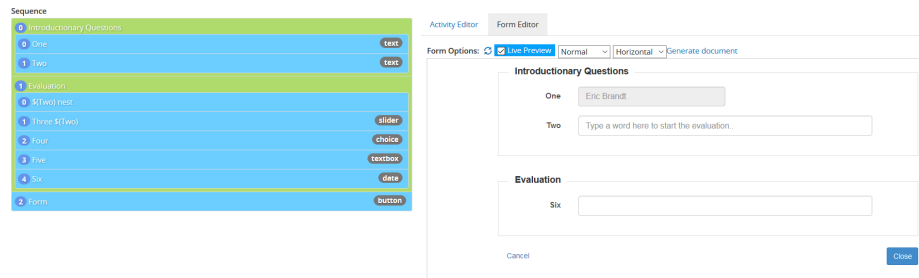 Sequence
0 Introductionary Questions
0 One text
1 Two text
1 Evaluation
0 $(Two) nest
1 Three $(Two) slider
2 Four choice
3 Five textbox
4 Six date
2 Form button
Activity Editor Form Editor
Form Options: Live Preview Normal Horizontal Generate document
Introductionary Questions
One Eric Brandt
Two Type a word here to start the evaluation..
Evaluation
Six
Cancel Close